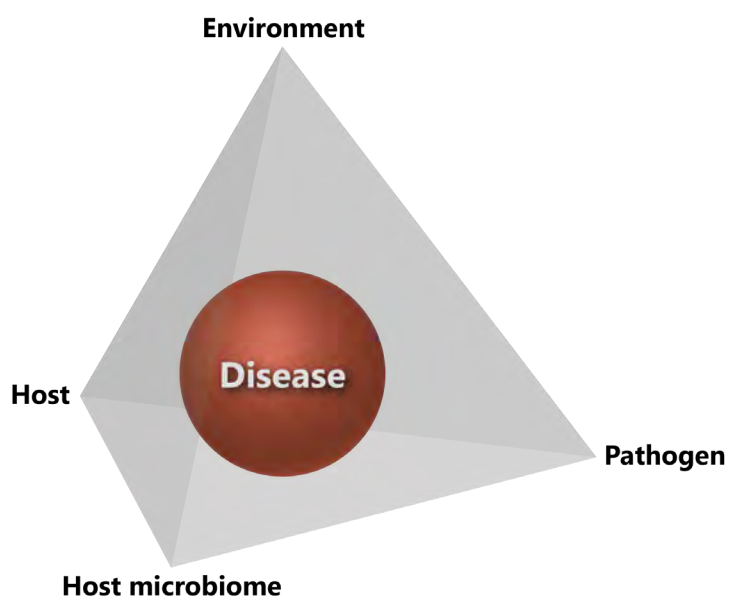 Environment
Disease
Host
Pathogen
Host microbiome